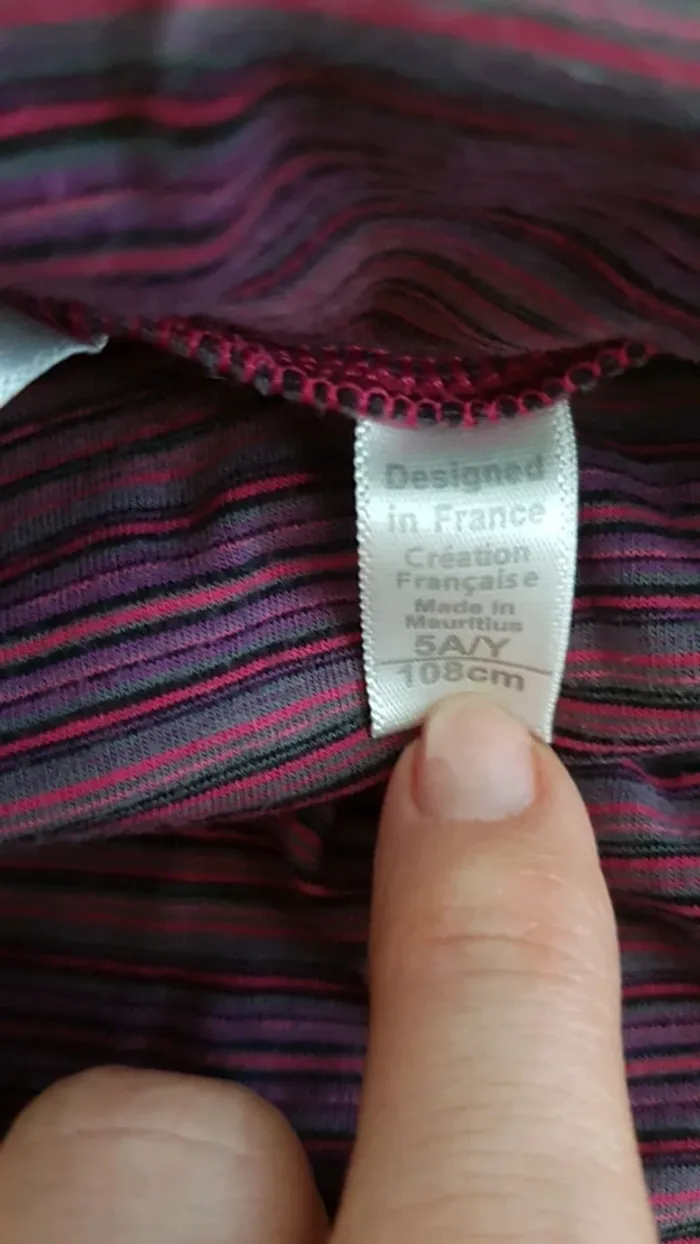 Designed
in France
Création
Française
Made in
Mauritius
5A/Y
108cm